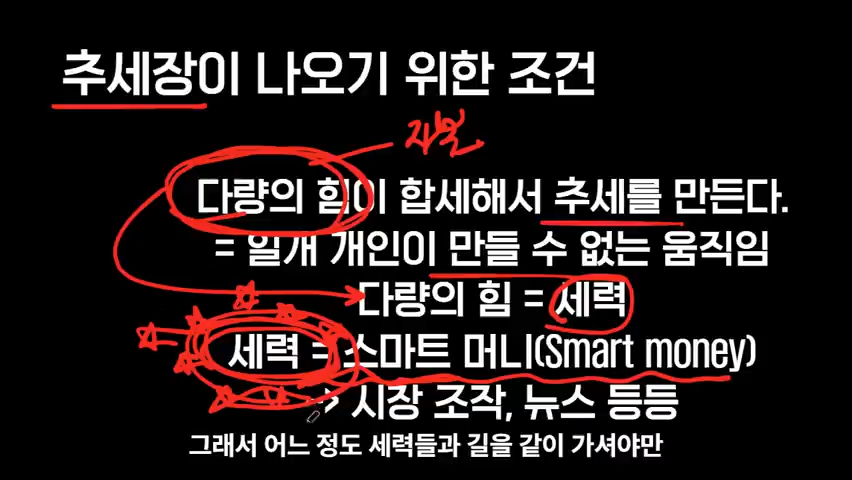 추세장이 나오기 위한 조건
자본
다량의 힘이 합세해서 추세를 만든다.
= 일개 개인이 만들 수 없는 움직임
다량의 힘 = 세력
세력 = 스마트 머니(Smart money)
-> 시장 조작, 뉴스 등등
그래서 어느 정도 세력들과 길을 같이 가셔야만